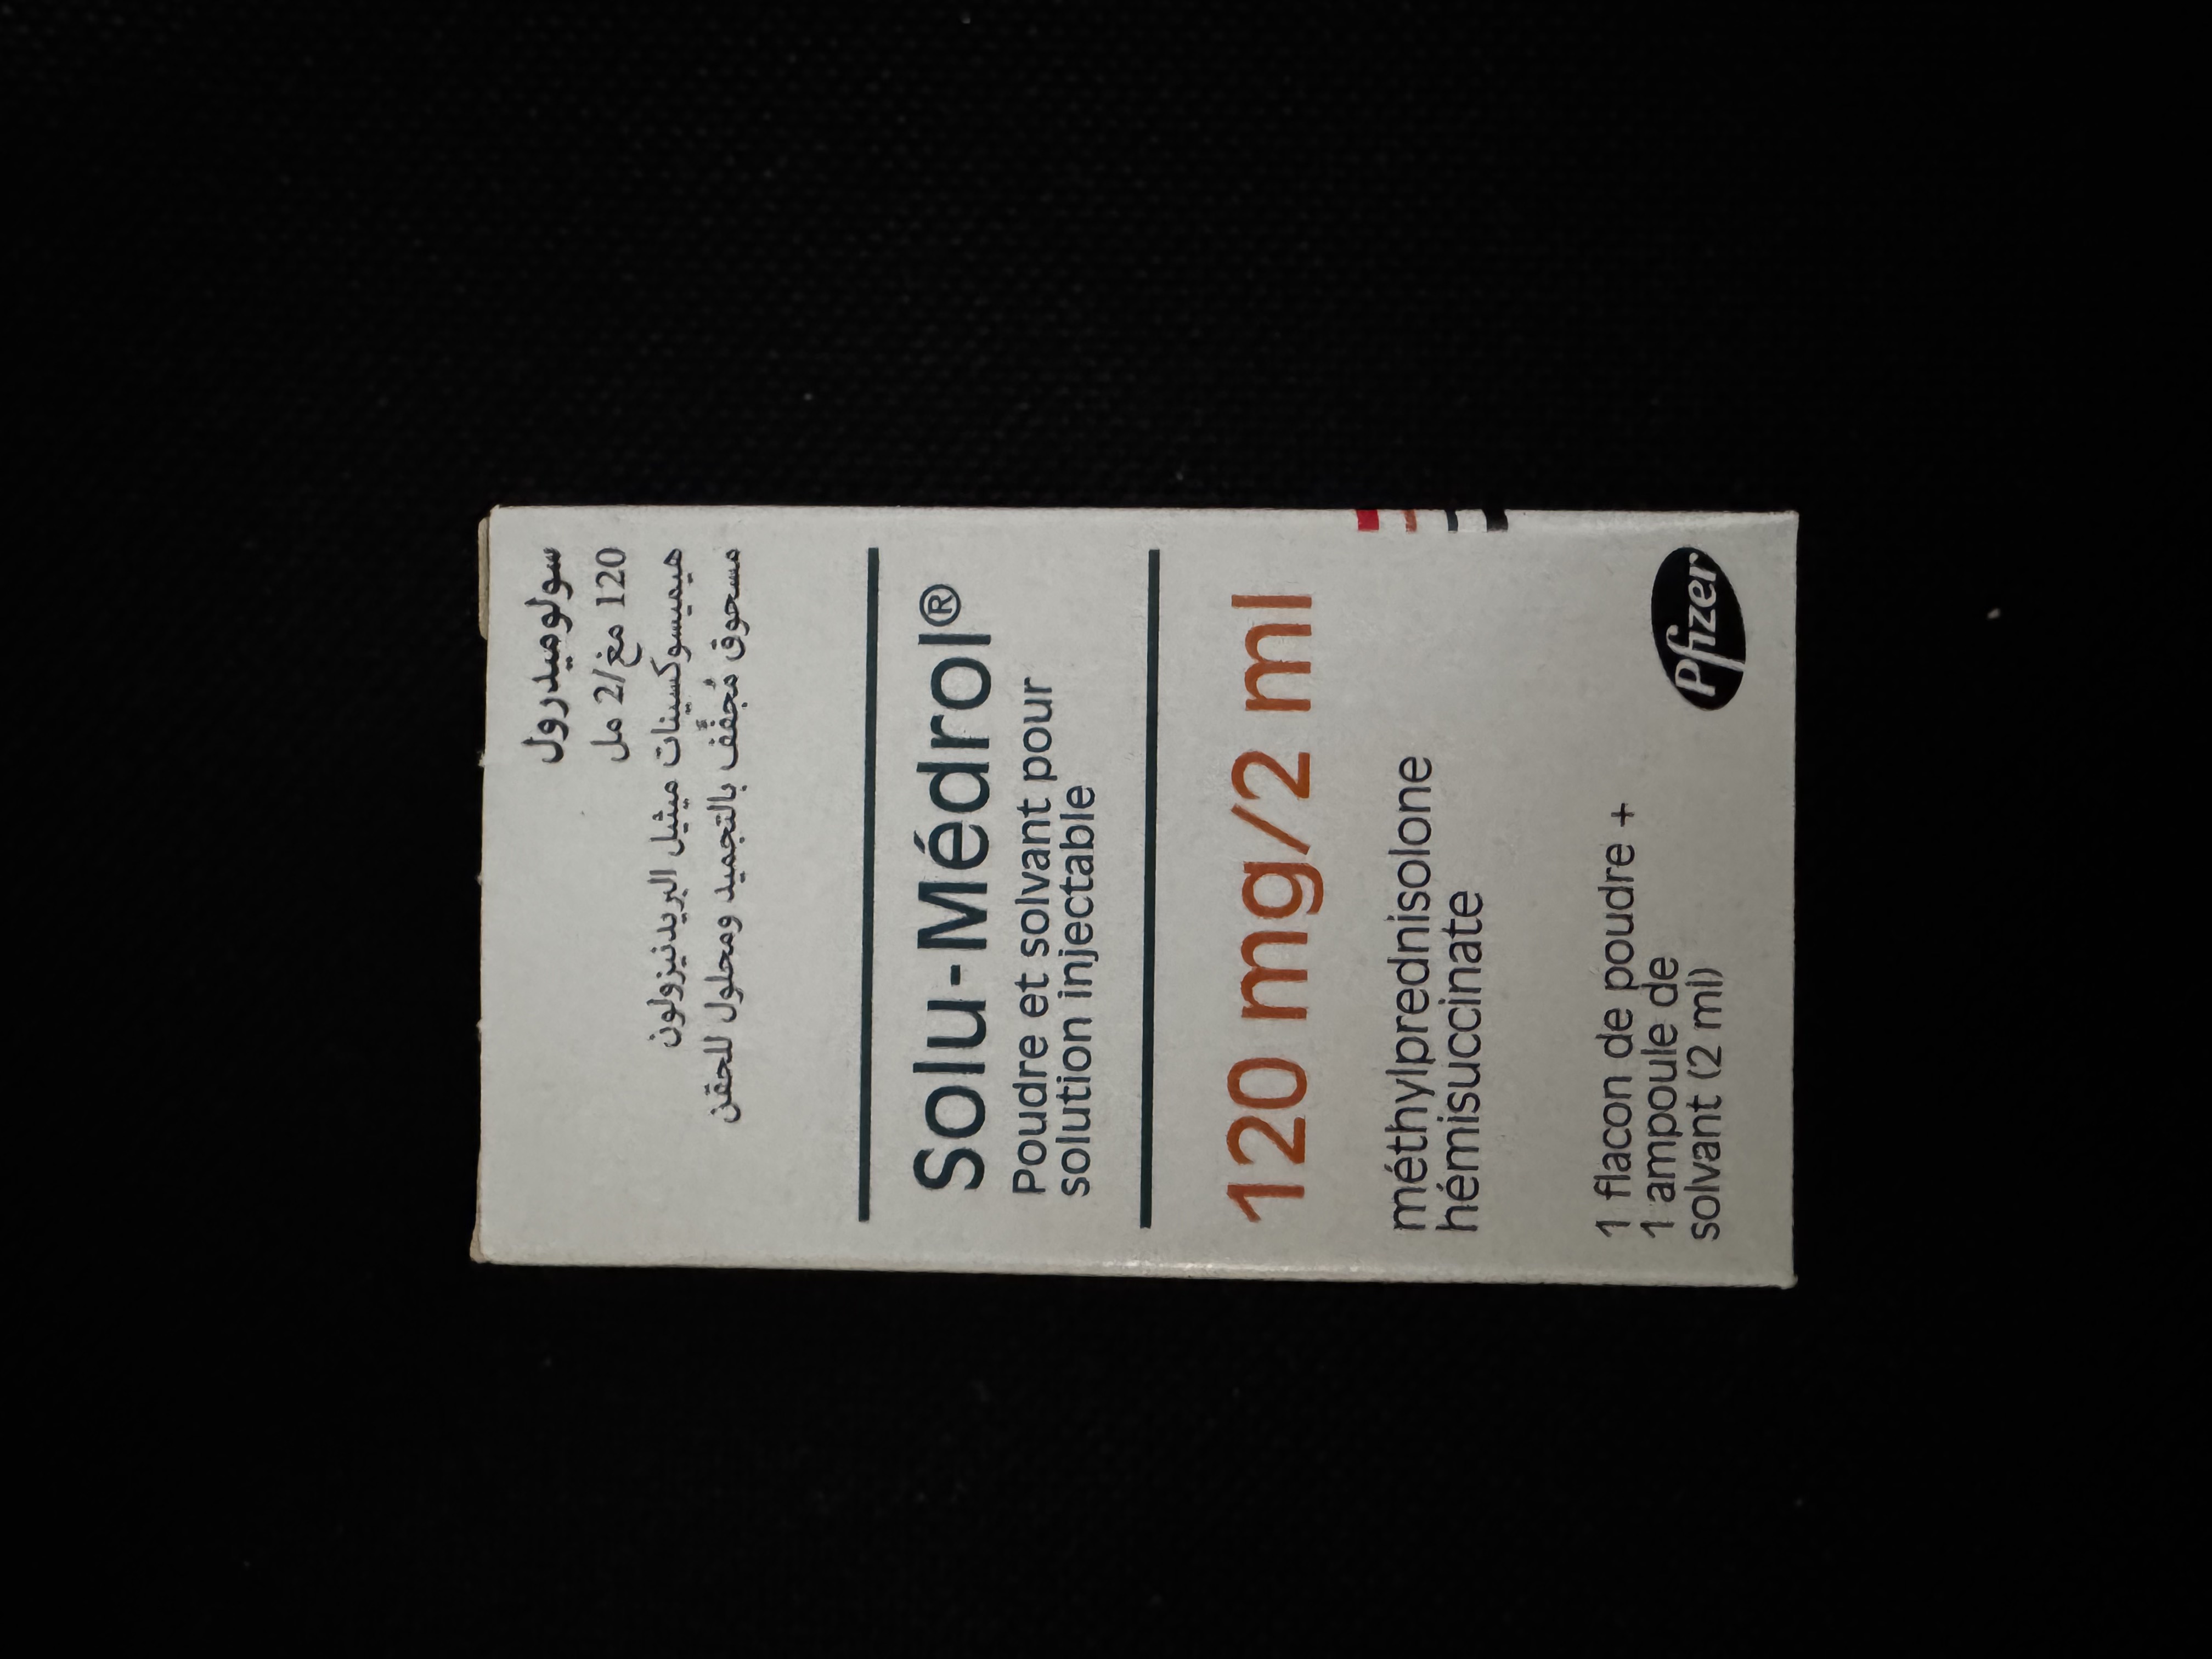 سولوميدرول
120 مغ/2 مل
هيميسوكسينات ميثيل البريدنيزولون
مسحوق مُجفَّف بالتجميد ومحلول للحقن
Solu-Médrol®
Poudre et solvant pour
solution injectable
120 mg/2 ml
méthylprednisolone
hémisuccinate
1 flacon de poudre +
1 ampoule de
solvant (2 ml)
Pfizer